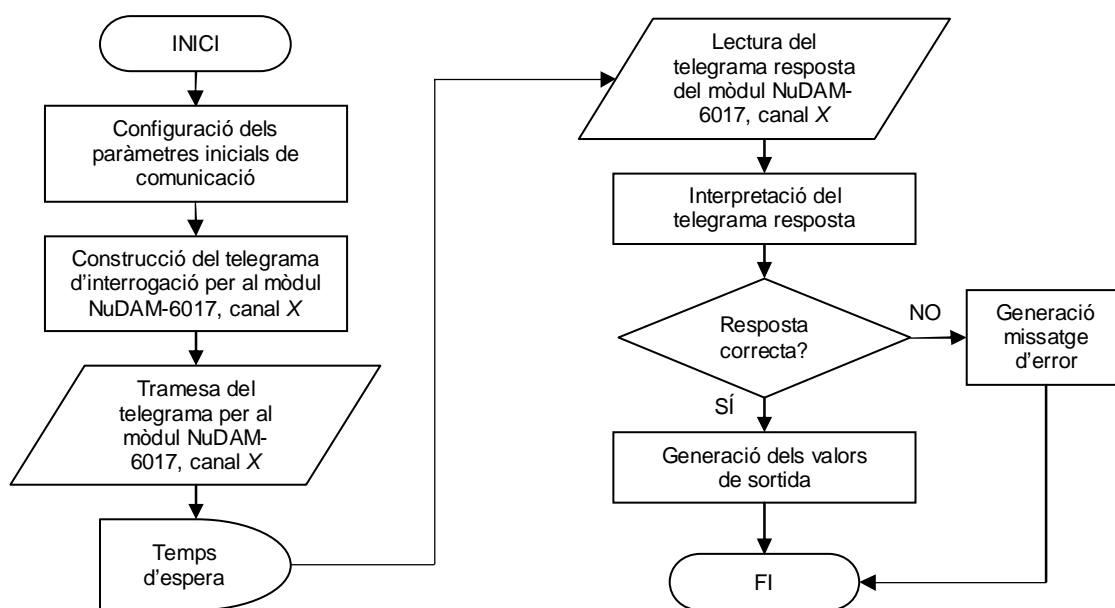 INICI
Configuració dels
paràmetres inicials de
comunicació
Construcció del telegrama
d'interrogació per al mòdul
NuDAM-6017, canal X
Tramesa del
telegrama per al
mòdul NuDAM-
6017, canal X
Temps
d'espera
Lectura del
telegrama resposta
del mòdul NuDAM-
6017, canal X
Interpretació del
telegrama resposta
Resposta
correcta?
NO
Generació
missatge
d'error
SÍ
Generació dels valors
de sortida
FI